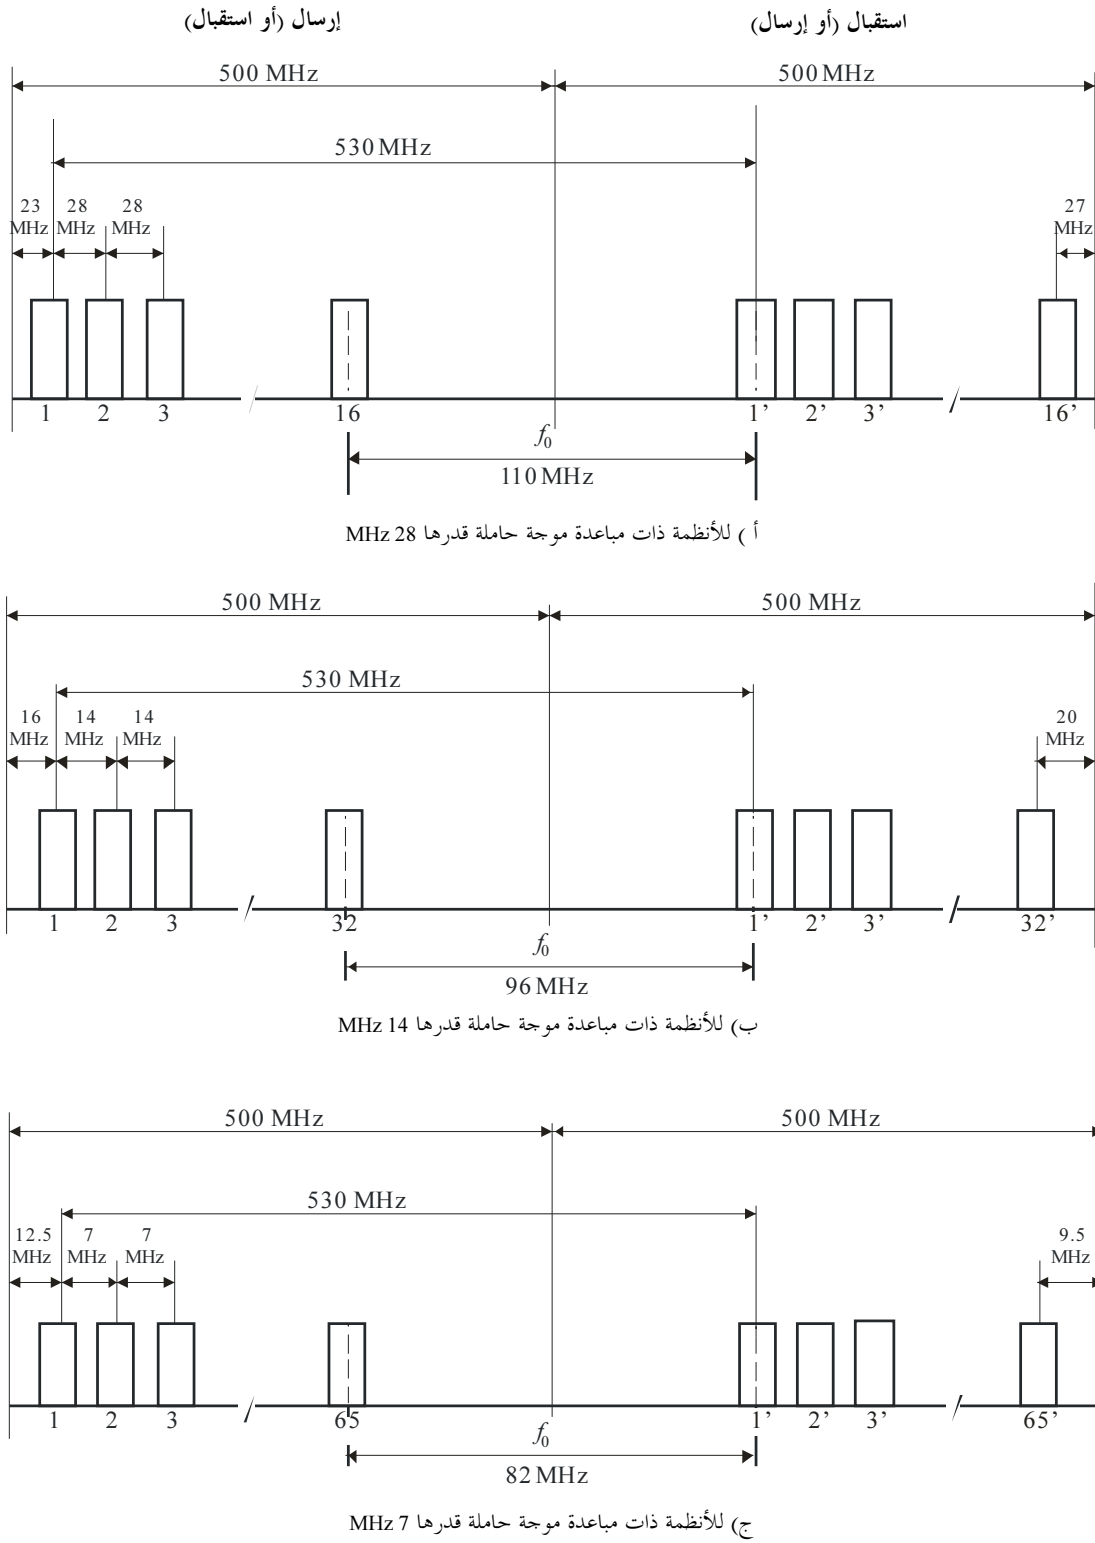 إرسال (أو استقبال)
استقبال (أو إرسال)
500 MHz
500 MHz
530 MHz
23 MHz
28 MHz
28 MHz
27 MHz
1
2
3
16
1’
2’
3’
16’
f0
110 MHz
أ ) للأنظمة ذات مباعدة موجة حاملة قدرها 28 MHz
500 MHz
500 MHz
530 MHz
16 MHz
14 MHz
14 MHz
20 MHz
1
2
3
32
1’
2’
3’
32’
f0
96 MHz
ب) للأنظمة ذات مباعدة موجة حاملة قدرها 14 MHz
500 MHz
500 MHz
530 MHz
12.5 MHz
7 MHz
7 MHz
9.5 MHz
1
2
3
65
1’
2’
3’
65’
f0
82 MHz
ج) للأنظمة ذات مباعدة موجة حاملة قدرها 7 MHz